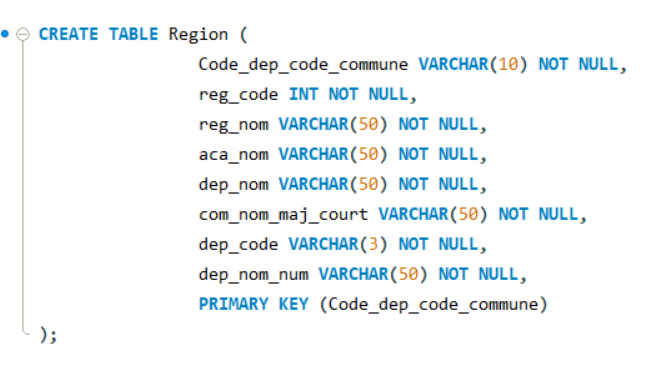 CREATE TABLE Region (
Code_dep_code_commune VARCHAR(10) NOT NULL,
reg_code INT NOT NULL,
reg_nom VARCHAR(50) NOT NULL,
aca_nom VARCHAR(50) NOT NULL,
dep_nom VARCHAR(50) NOT NULL,
com_nom_maj_court VARCHAR(50) NOT NULL,
dep_code VARCHAR(3) NOT NULL,
dep_nom_num VARCHAR(50) NOT NULL,
PRIMARY KEY (Code_dep_code_commune)
);